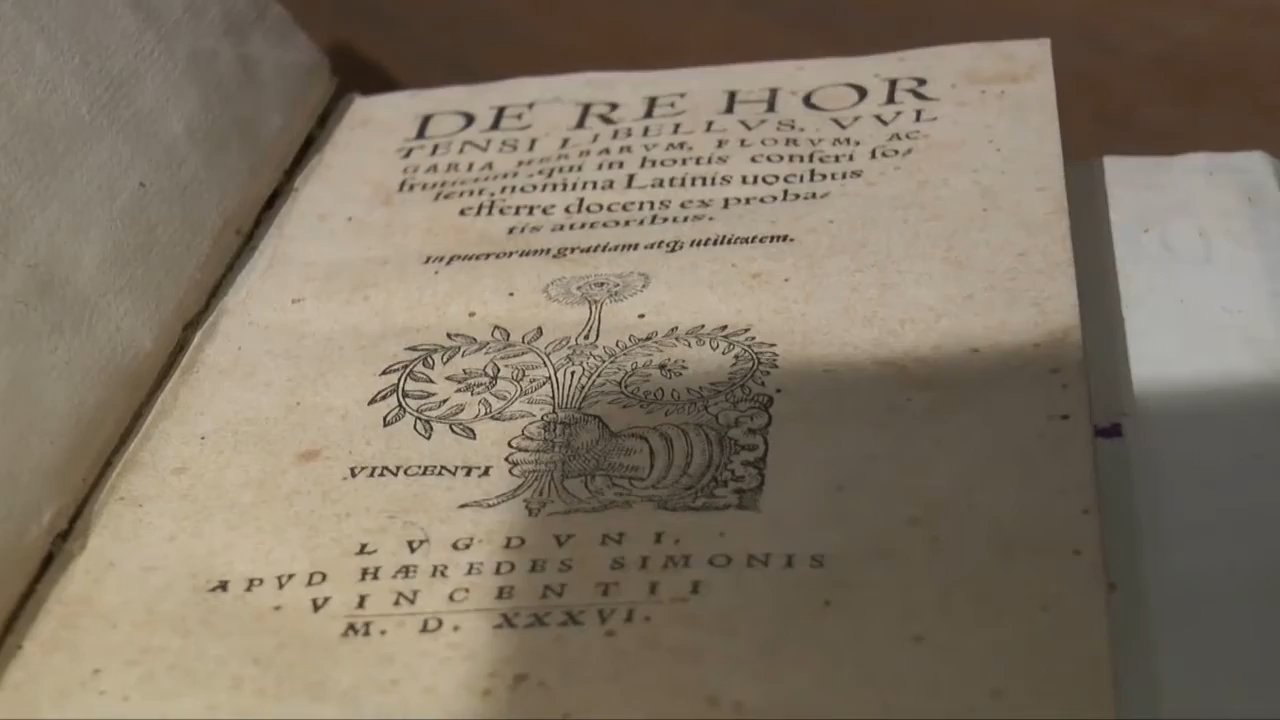 DE RE HOR
TENSI LIBELLVS, VVL
GARIA HERBARVM, FLORVM, AC
fruticum, qui in hortis conſeri ſo-
lent, nomina Latinis uocibus
efferre docens ex proba-
tis autoribus.
In puerorum gratiam atq; utilitatem.
VINCENTI
LVGDVNI,
APVD HÆREDES SIMONIS
VINCENTII
M. D. XXXVI.